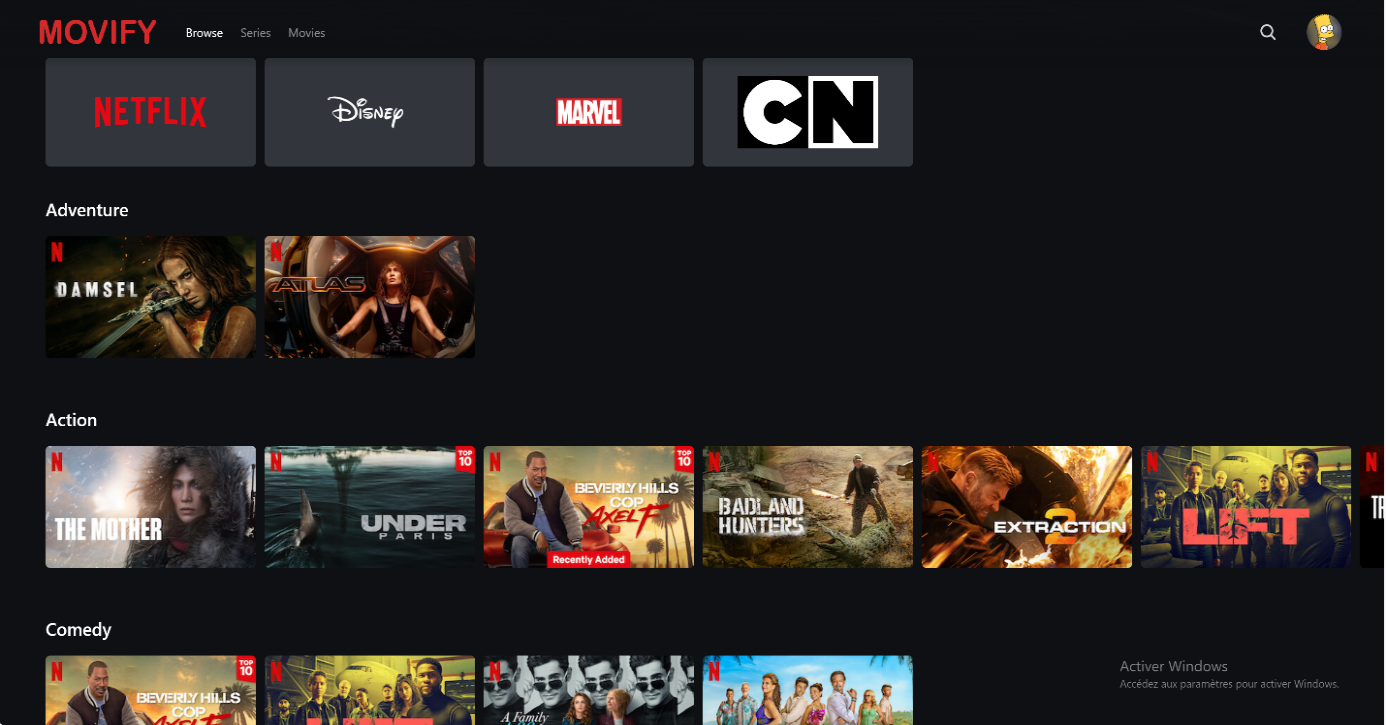 MOVIFY
Browse
Series
Movies
NETFLIX
DISNEY
MARVEL
CN
Adventure
N
DAMSEL
N
ATLAS
Action
N
THE MOTHER
N
TOP
10
UNDER
PARIS
N
TOP
10
BEVERLY HILLS
COP
AXEL F
Recently Added
N
BADLAND
HUNTERS
N
EXTRACTION
2
N
LIFT
N
Comedy
N
TOP
10
BEVERLY HILLS
COP
N
N
A Family
N
Activer Windows
Accédez aux paramètres pour activer Windows.